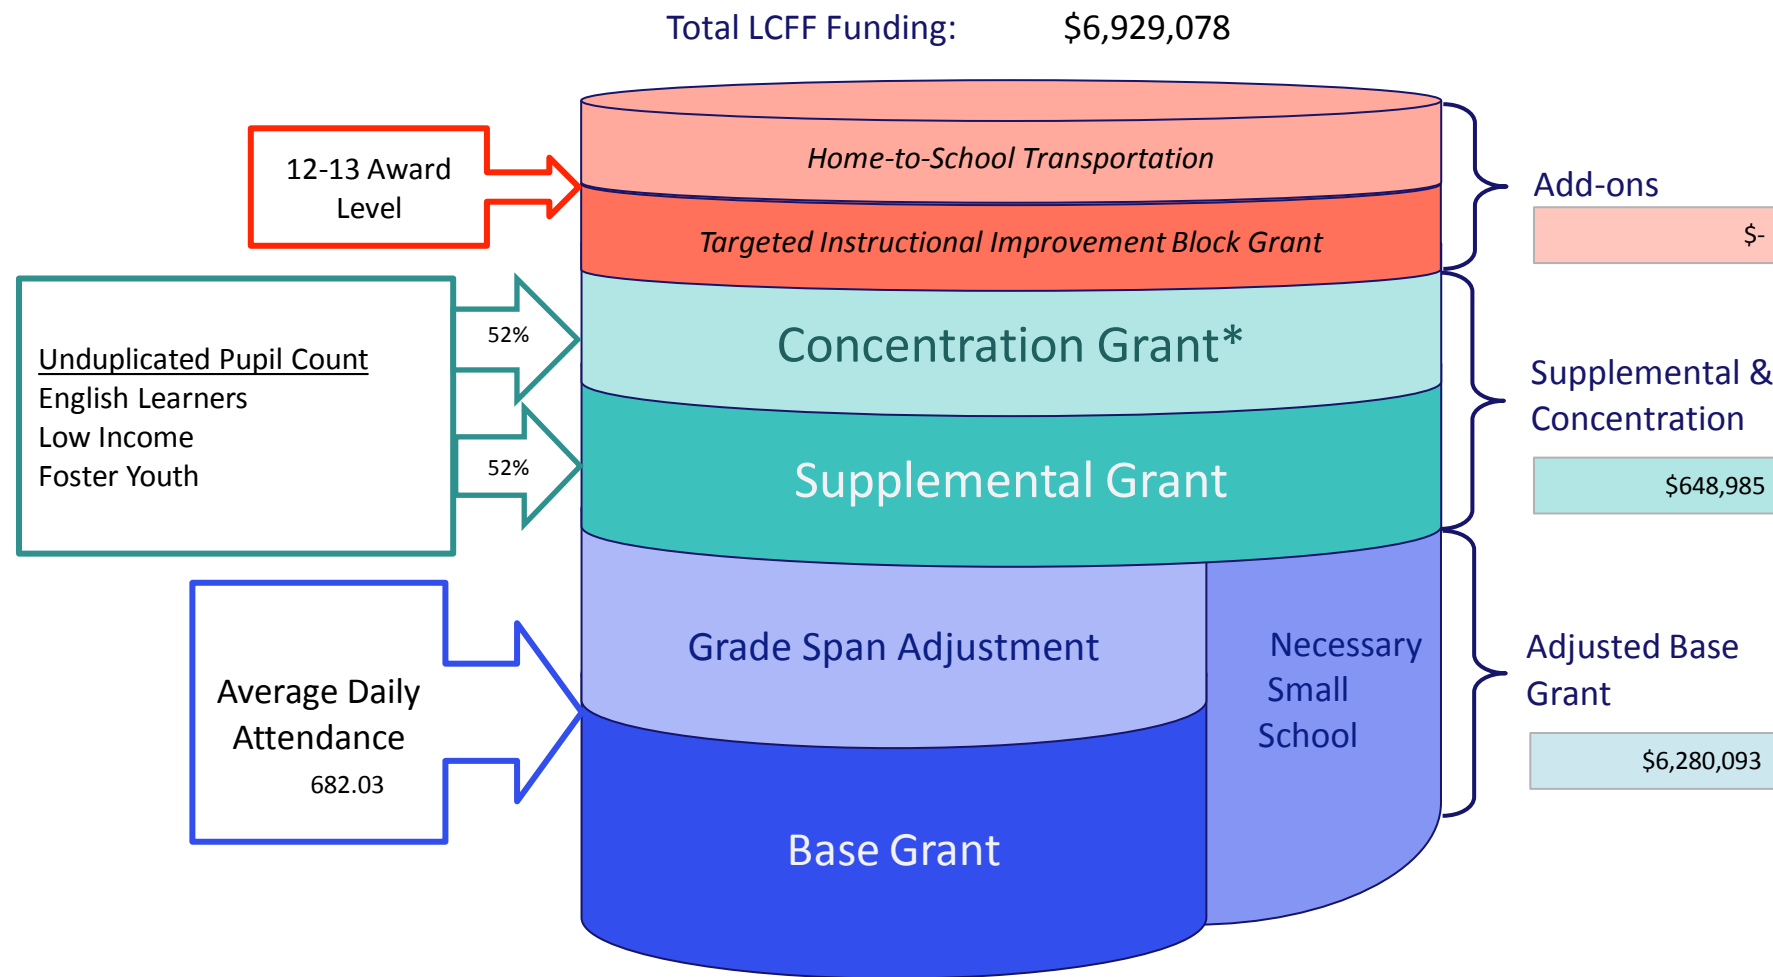 Total LCFF Funding: $6,929,078
12-13 Award
Level
Home-to-School Transportation
Targeted Instructional Improvement Block Grant
Add-ons
$-
Unduplicated Pupil Count
English Learners
Low Income
Foster Youth
52%
52%
Concentration Grant*
Supplemental Grant
Supplemental &
Concentration
$648,985
Average Daily
Attendance
682.03
Grade Span Adjustment
Base Grant
Necessary
Small
School
Adjusted Base
Grant
$6,280,093